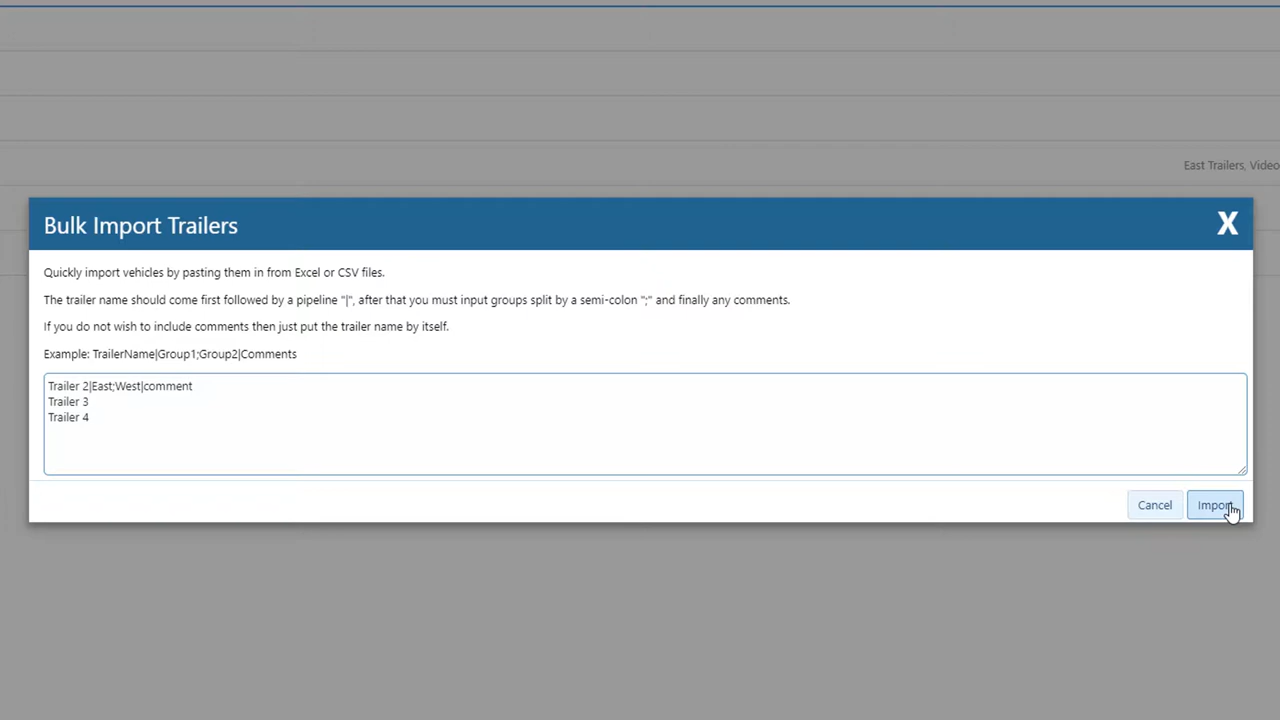 East Trailers, Video
Bulk Import Trailers
X
Quickly import vehicles by pasting them in from Excel or CSV files.
The trailer name should come first followed by a pipeline "|", after that you must input groups split by a semi-colon ";" and finally any comments.
If you do not wish to include comments then just put the trailer name by itself.
Example: TrailerName|Group1;Group2|Comments
Trailer 2|East;West|comment
Trailer 3
Trailer 4
Cancel Import